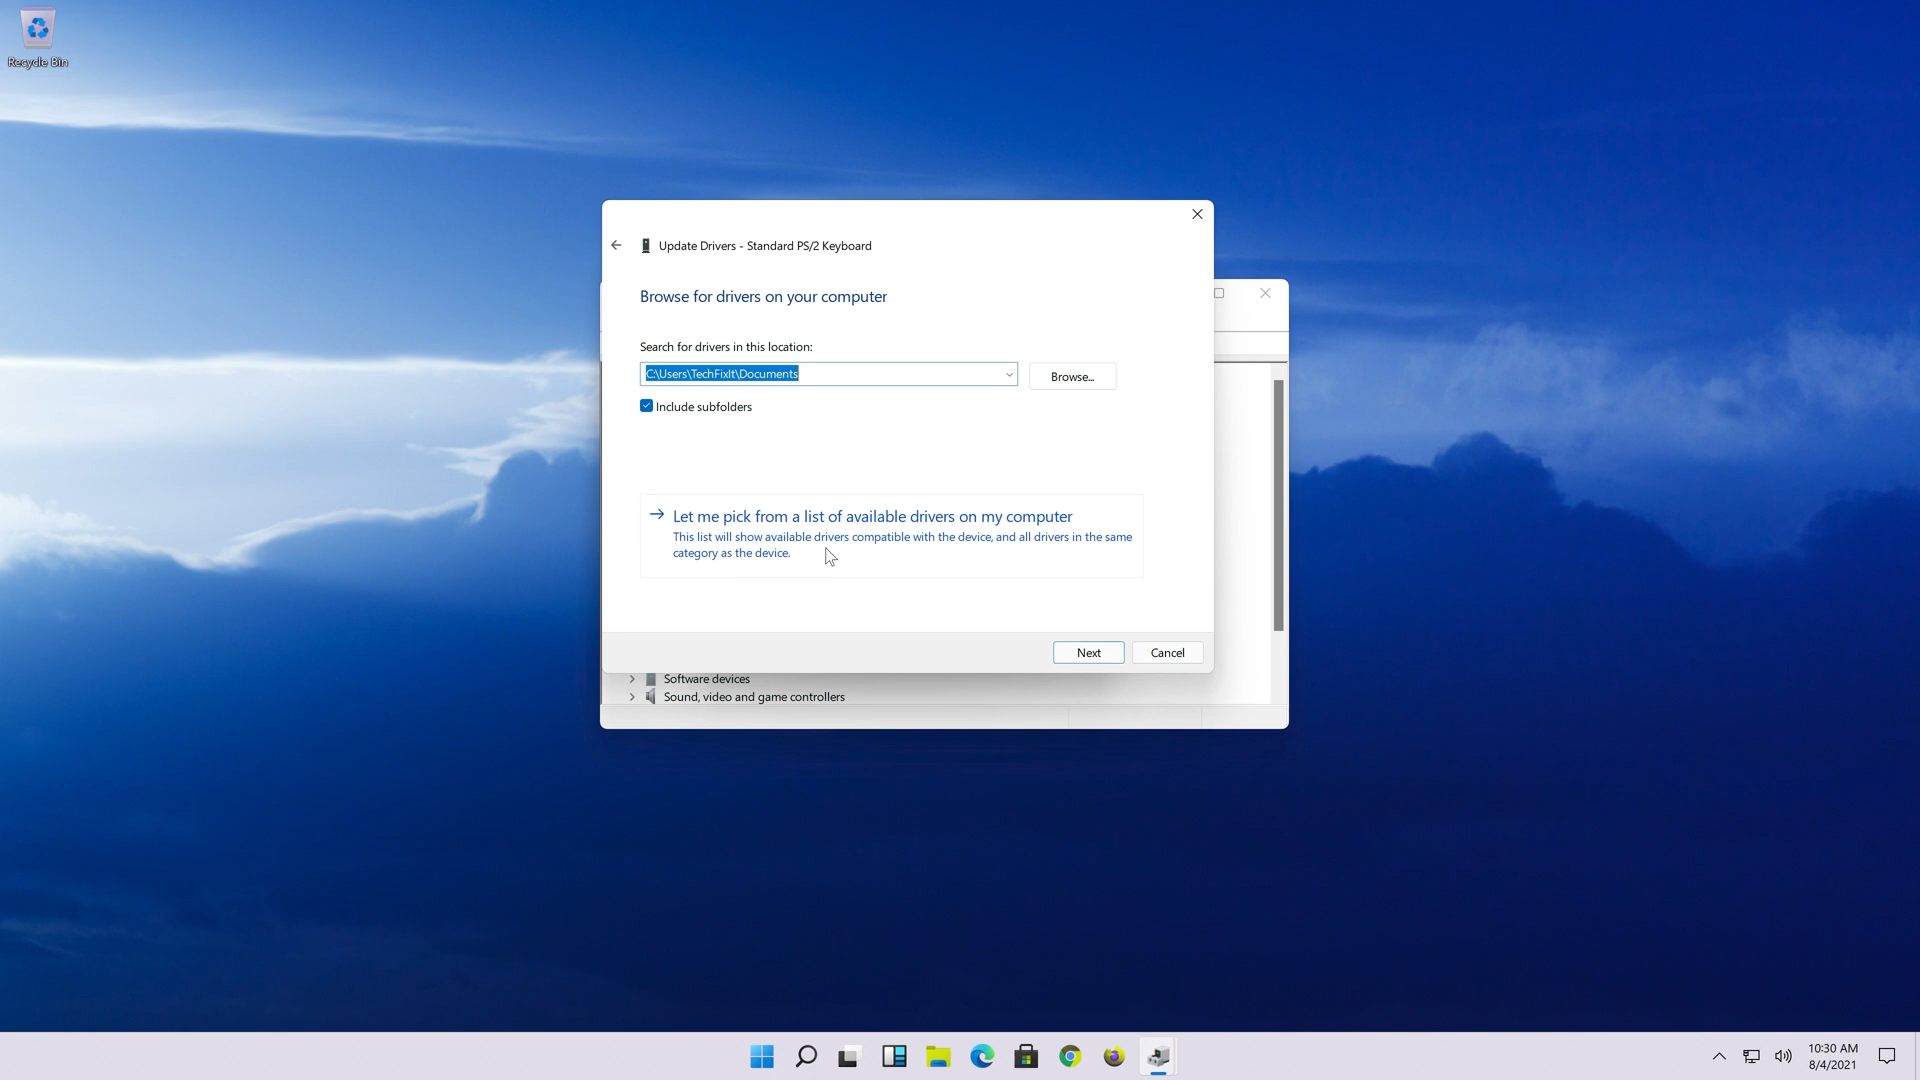 Recycle Bin
Update Drivers - Standard PS/2 Keyboard
Browse for drivers on your computer
Search for drivers in this location:
C:\Users\TechFixIt\Documents
Browse...
Include subfolders
Let me pick from a list of available drivers on my computer
This list will show available drivers compatible with the device, and all drivers in the same
category as the device.
Next
Cancel
Software devices
Sound, video and game controllers
10:30 AM
8/4/2021